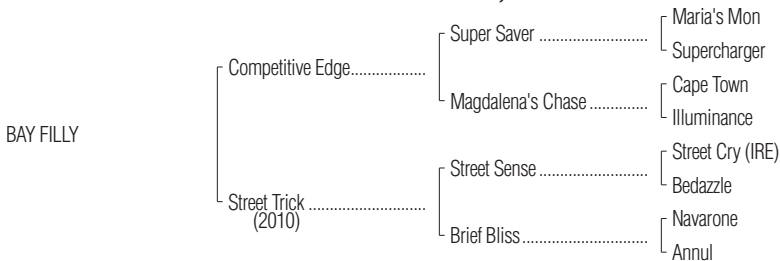 Maria's Mon
Super Saver ..........................
Supercharger
Competitive Edge..................
Cape Town
Magdalena's Chase ..............
Illuminance
BAY FILLY
Street Cry (IRE)
Street Sense ..........................
Bedazzle
Street Trick ............................
(2010)
Navarone
Brief Bliss..............................
Annul